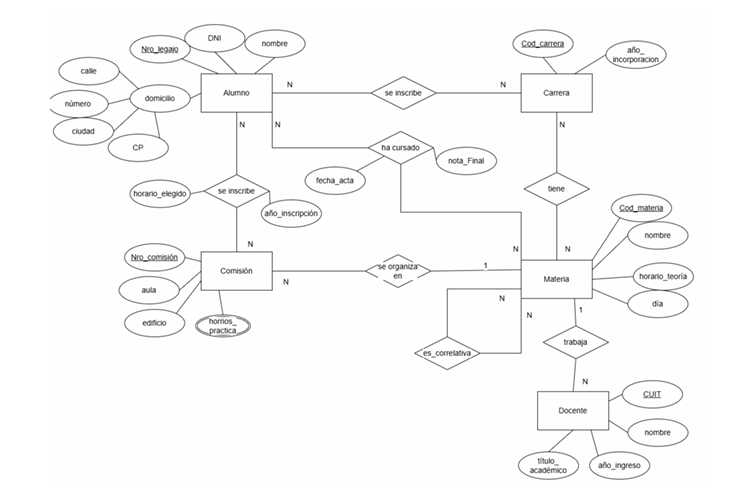 DNI
Nro_legajo
nombre
Cod_carrera
año_
incorporacion
calle
domicilio
número
ciudad
CP
Alumno
N
se inscribe
N
Carrera
N
N
N
ha cursado
nota_Final
fecha_acta
horario_elegido
se inscribe
año_inscripción
tiene
Cod_materia
nombre
N
N
N
Nro_comisión
Comisión
N
se organiza
en
1
Materia
horario_teoría
día
aula
edificio
horrios_
practica
N
N
1
es_correlativa
trabaja
N
Docente
CUIT
nombre
título_
académico
año_ingreso